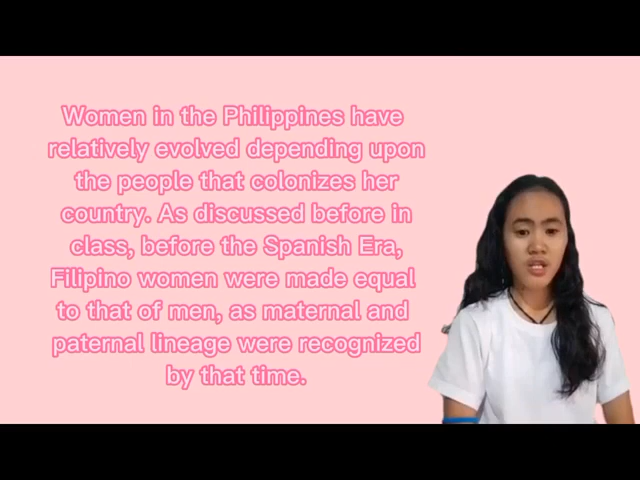 Women in the Philippines have
relatively evolved depending upon
the people that colonizes her
country. As discussed before in
class, before the Spanish Era,
Filipino women were made equal
to that of men, as maternal and
paternal lineage were recognized
by that time.